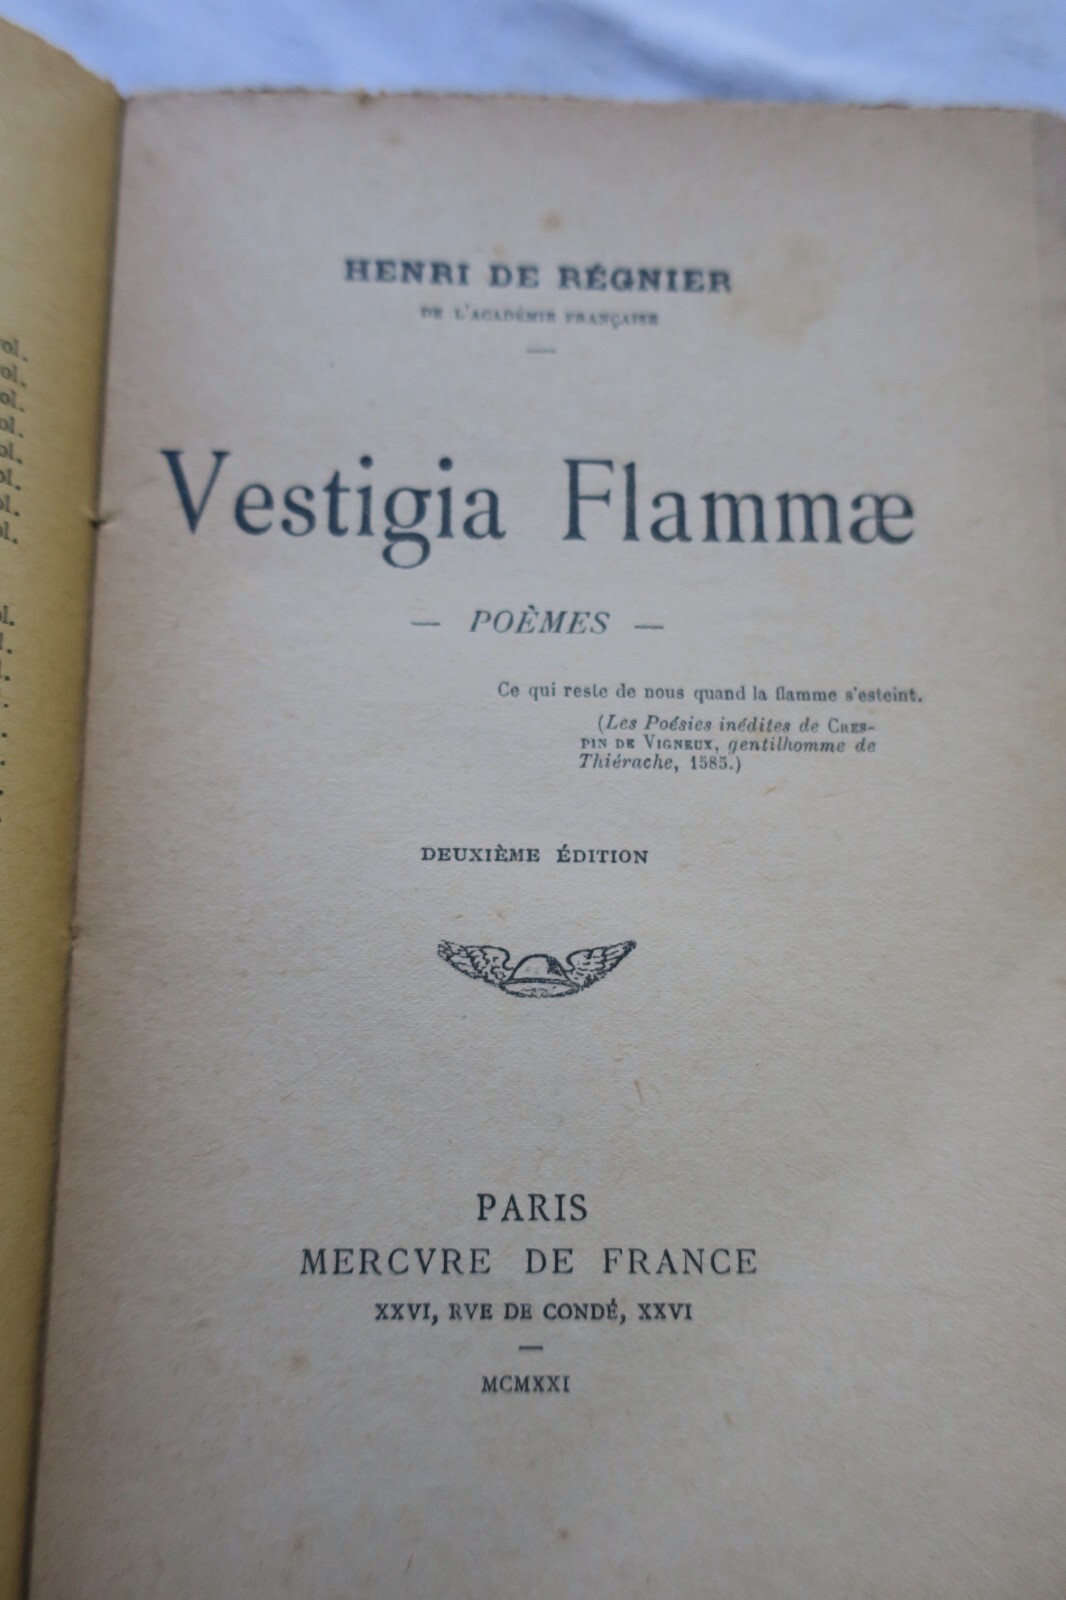 HENRI DE RÉGNIER
DE L'ACADÉMIE FRANÇAISE
Vestigia Flammæ
— POÈMES —
Ce qui reste de nous quand la flamme s'esteint.
(Les Poésies inédites de CRES-
PIN DE VIGNEUX, gentilhomme de
Thiérache, 1585.)
DEUXIÈME ÉDITION
PARIS
MERCVRE DE FRANCE
XXVI, RVE DE CONDÉ, XXVI
MCMXXI